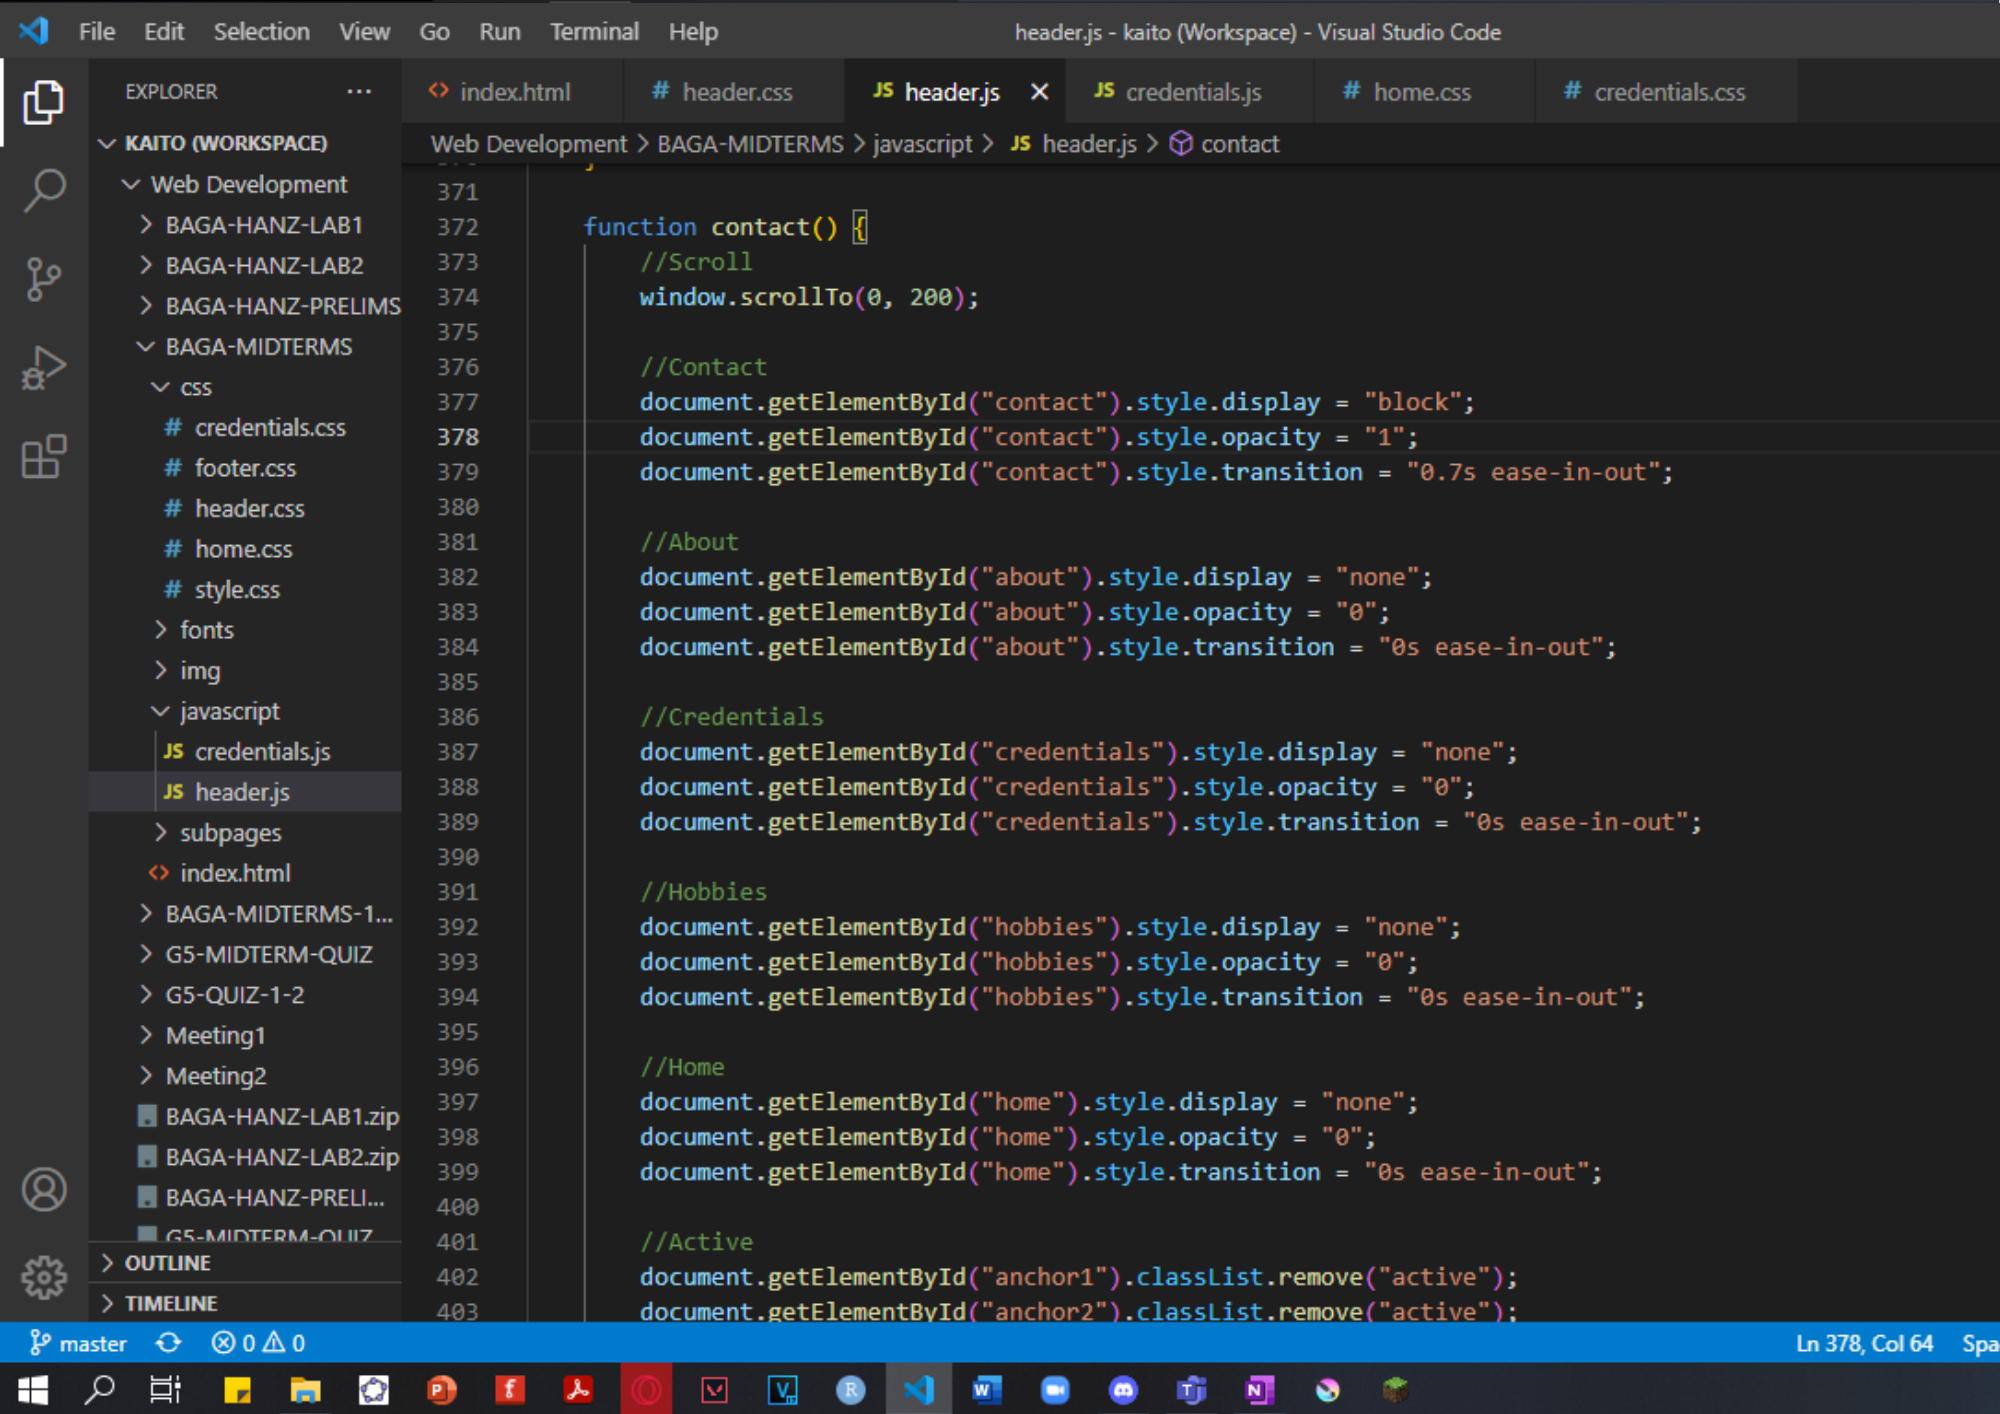 File Edit Selection View Go Run Terminal Help
header.js - kaito (Workspace) - Visual Studio Code
EXPLORER ···
KAITO (WORKSPACE)
Web Development
BAGA-HANZ-LAB1
BAGA-HANZ-LAB2
BAGA-HANZ-PRELIMS
BAGA-MIDTERMS
css
# credentials.css
# footer.css
# header.css
# home.css
# style.css
fonts
img
javascript
JS credentials.js
JS header.js
subpages
<> index.html
BAGA-MIDTERMS-1...
G5-MIDTERM-QUIZ
G5-QUIZ-1-2
Meeting1
Meeting2
BAGA-HANZ-LAB1.zip
BAGA-HANZ-LAB2.zip
BAGA-HANZ-PRELI...
G5-MIDTERM-QUIZ
OUTLINE
TIMELINE
<> index.html # header.css JS header.js JS credentials.js # home.css # credentials.css
Web Development > BAGA-MIDTERMS > javascript > JS header.js > contact
371
372 function contact() {
373 //Scroll
374 window.scrollTo(0, 200);
375
376 //Contact
377 document.getElementById("contact").style.display = "block";
378 document.getElementById("contact").style.opacity = "1";
379 document.getElementById("contact").style.transition = "0.7s ease-in-out";
380
381 //About
382 document.getElementById("about").style.display = "none";
383 document.getElementById("about").style.opacity = "0";
384 document.getElementById("about").style.transition = "0s ease-in-out";
385
386 //Credentials
387 document.getElementById("credentials").style.display = "none";
388 document.getElementById("credentials").style.opacity = "0";
389 document.getElementById("credentials").style.transition = "0s ease-in-out";
390
391 //Hobbies
392 document.getElementById("hobbies").style.display = "none";
393 document.getElementById("hobbies").style.opacity = "0";
394 document.getElementById("hobbies").style.transition = "0s ease-in-out";
395
396 //Home
397 document.getElementById("home").style.display = "none";
398 document.getElementById("home").style.opacity = "0";
399 document.getElementById("home").style.transition = "0s ease-in-out";
400
401 //Active
402 document.getElementById("anchor1").classList.remove("active");
403 document.getElementById("anchor2").classList.remove("active");
master 0 0
Ln 378, Col 64 Spa